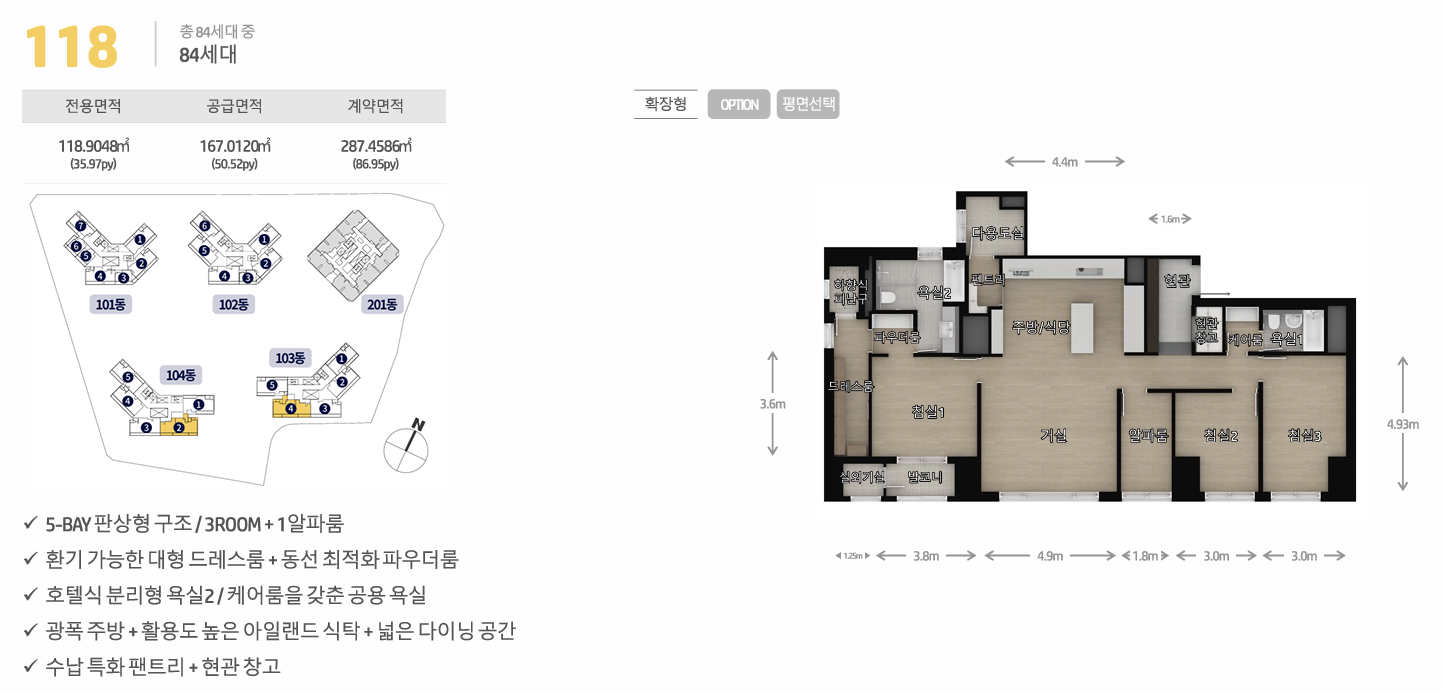 118
총 84세대 중
84세대
전용면적 공급면적 계약면적
118.9048㎡ 167.0120㎡ 287.4586㎡
(35.97py) (50.52py) (86.95py)
7 1 6 5 2 4 3
101동
6 1 5 2 4 3
102동
201동
103동
1 2 5 4 3
104동
5 4 1 3 2
N
✓ 5-BAY 판상형 구조 / 3ROOM + 1알파룸
✓ 환기 가능한 대형 드레스룸 + 동선 최적화 파우더룸
✓ 호텔식 분리형 욕실2 / 케어룸을 갖춘 공용 욕실
✓ 광폭 주방 + 활용도 높은 아일랜드 식탁 + 넓은 다이닝 공간
✓ 수납 특화 팬트리 + 현관 창고
확장형 OPTION 평면선택
4.4m
1.6m
다용도실
하향식
피난구
욕실2
팬트리
현관
파우더룸
주방/식당
현관
창고
케어룸
욕실1
드레스룸
3.6m
침실1
거실
알파룸
침실2
침실3
4.93m
실외기실
발코니
1.25m 3.8m 4.9m 1.8m 3.0m 3.0m